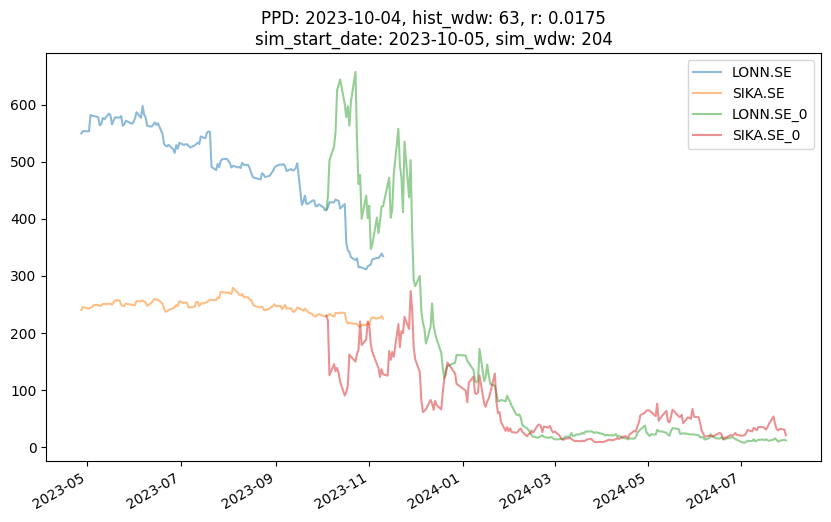 PPD: 2023-10-04, hist_wdw: 63, r: 0.0175
sim_start_date: 2023-10-05, sim_wdw: 204
LONN.SE
SIKA.SE
LONN.SE_0
SIKA.SE_0
600
500
400
300
200
100
0
2023-05
2023-07
2023-09
2023-11
2024-01
2024-03
2024-05
2024-07